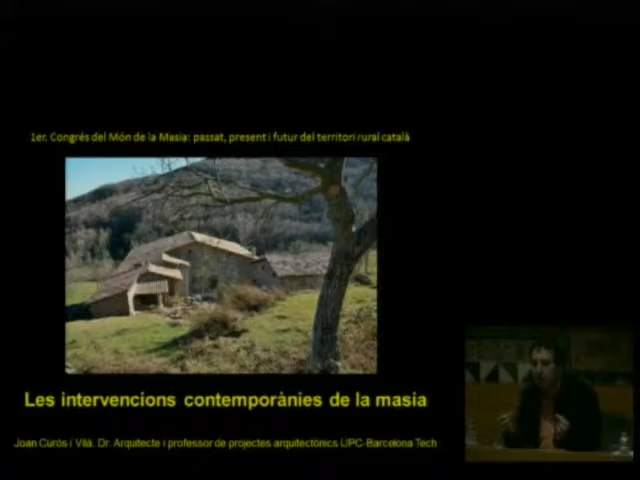 1er. Congrés del Món de la Masia: passat, present i futur del territori rural català
Les intervencions contemporànies de la masia
Joan Curós i Vilà. Dr. Arquitecte i professor de projectes arquitectònics UPC-Barcelona Tech